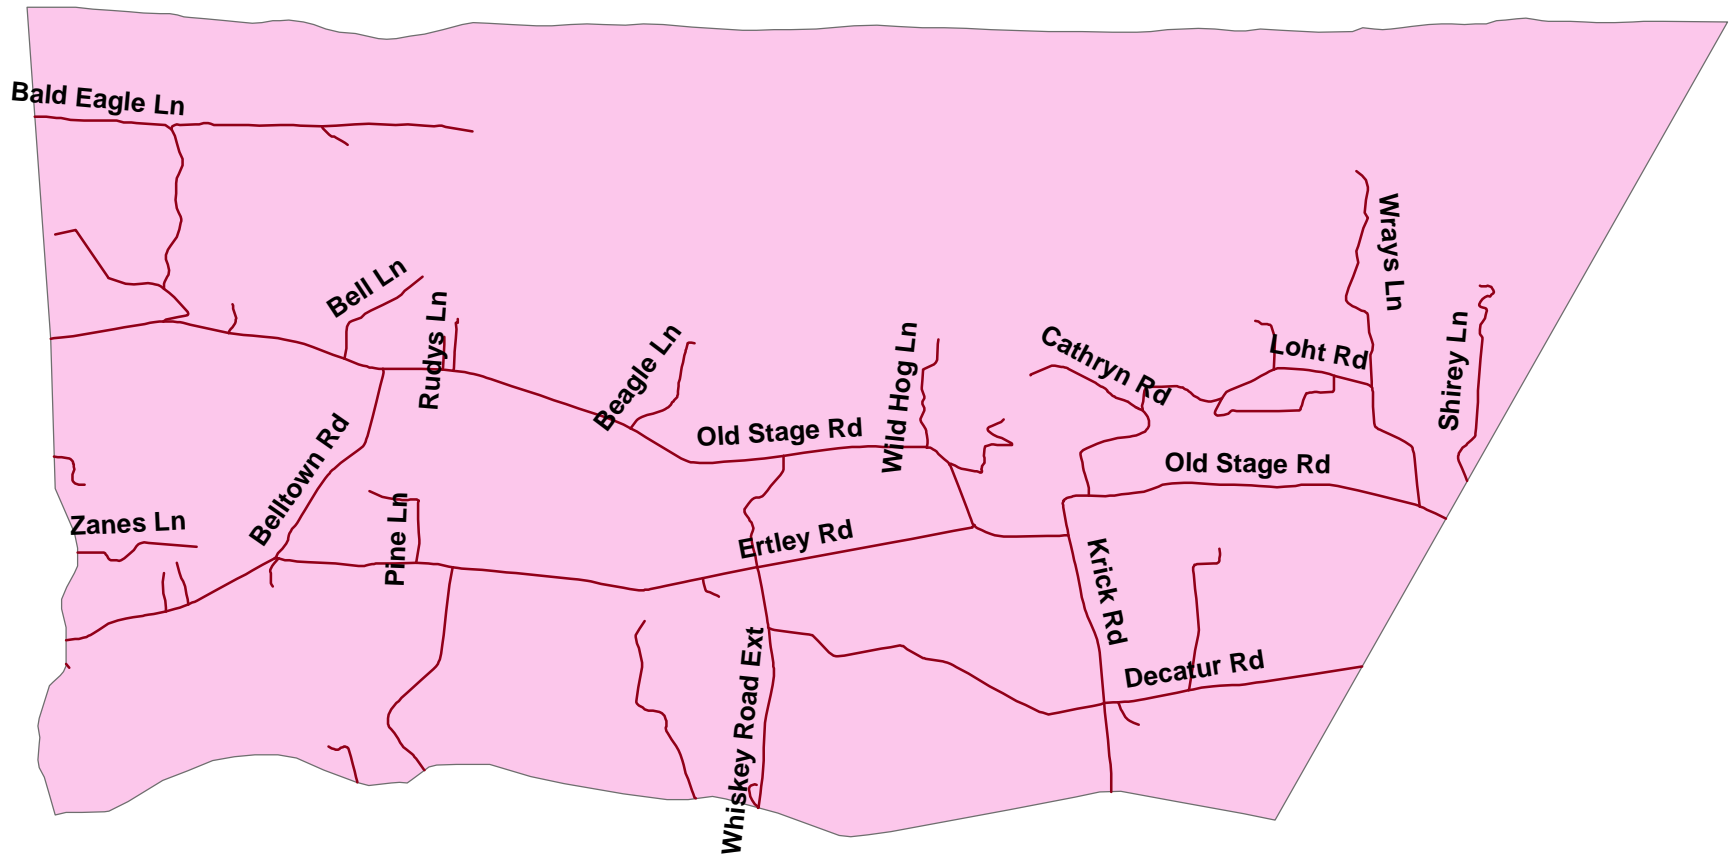 Bald Eagle Ln
Wrays Ln
Bell Ln
Rudys Ln
Beagle Ln
Wild Hog Ln
Cathryn Rd
Loht Rd
Shirey Ln
Old Stage Rd
Old Stage Rd
Belltown Rd
Zanes Ln
Pine Ln
Ertley Rd
Krick Rd
Decatur Rd
Whiskey Road Ext